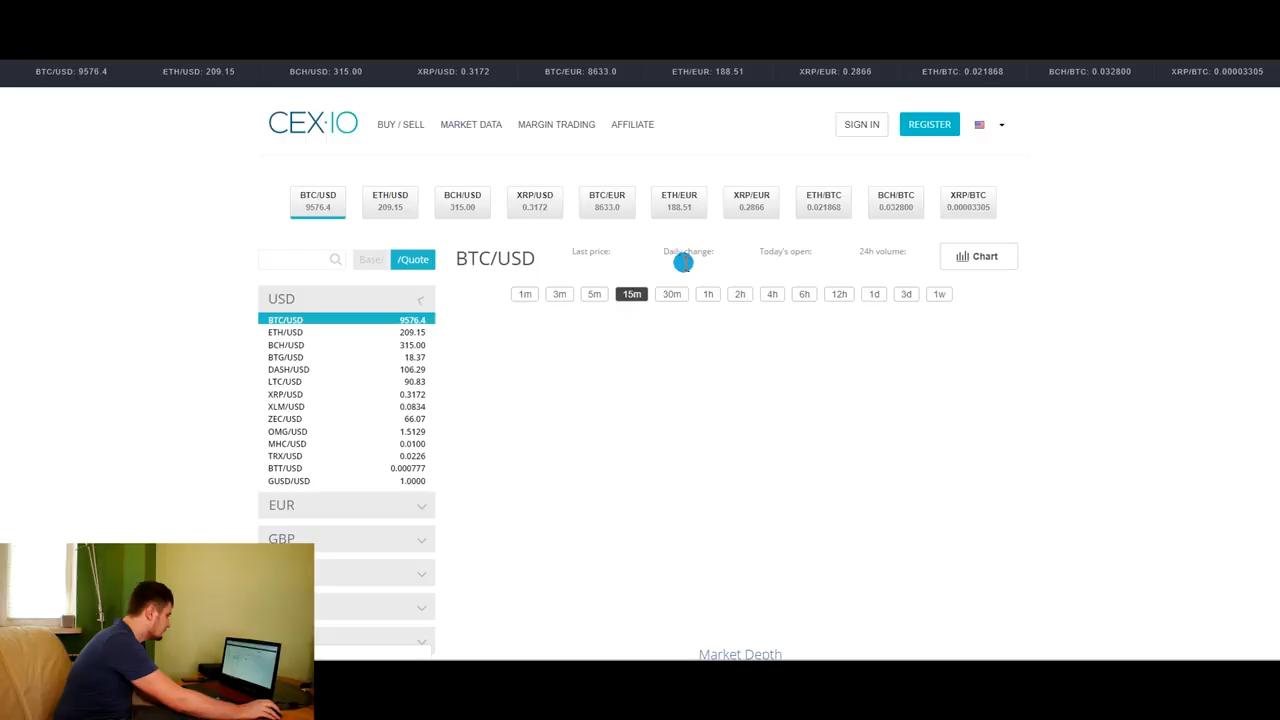 BTC/USD: 9576.4 ETH/USD: 209.15 BCH/USD: 315.00 XRP/USD: 0.3172 BTC/EUR: 8633.0 ETH/EUR: 188.51 XRP/EUR: 0.2866 ETH/BTC: 0.021868 BCH/BTC: 0.032800 XRP/BTC: 0.00003305
CEX·IO BUY / SELL MARKET DATA MARGIN TRADING AFFILIATE SIGN IN REGISTER
BTC/USD ETH/USD BCH/USD XRP/USD BTC/EUR ETH/EUR XRP/EUR ETH/BTC BCH/BTC XRP/BTC
9576.4 209.15 315.00 0.3172 8633.0 188.51 0.2866 0.021868 0.032800 0.00003305
Base/ /Quote BTC/USD Last price: Daily change: Today's open: 24h volume: Chart
1m 3m 5m 15m 30m 1h 2h 4h 6h 12h 1d 3d 1w
USD
BTC/USD 9576.4
ETH/USD 209.15
BCH/USD 315.00
BTG/USD 18.37
DASH/USD 106.29
LTC/USD 90.83
XRP/USD 0.3172
XLM/USD 0.0834
ZEC/USD 66.07
OMG/USD 1.5129
MHC/USD 0.0100
TRX/USD 0.0226
BTT/USD 0.000777
GUSD/USD 1.0000
EUR
GBP
Market Depth